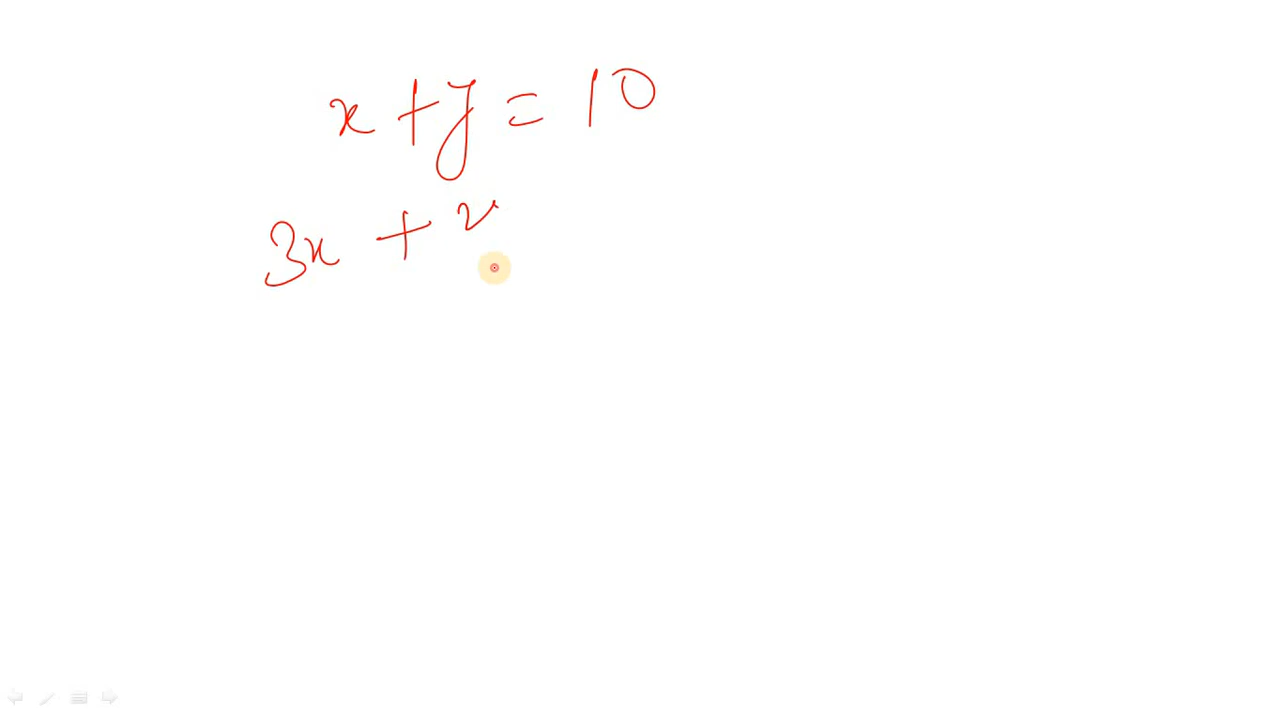 x + y = 10
3x +